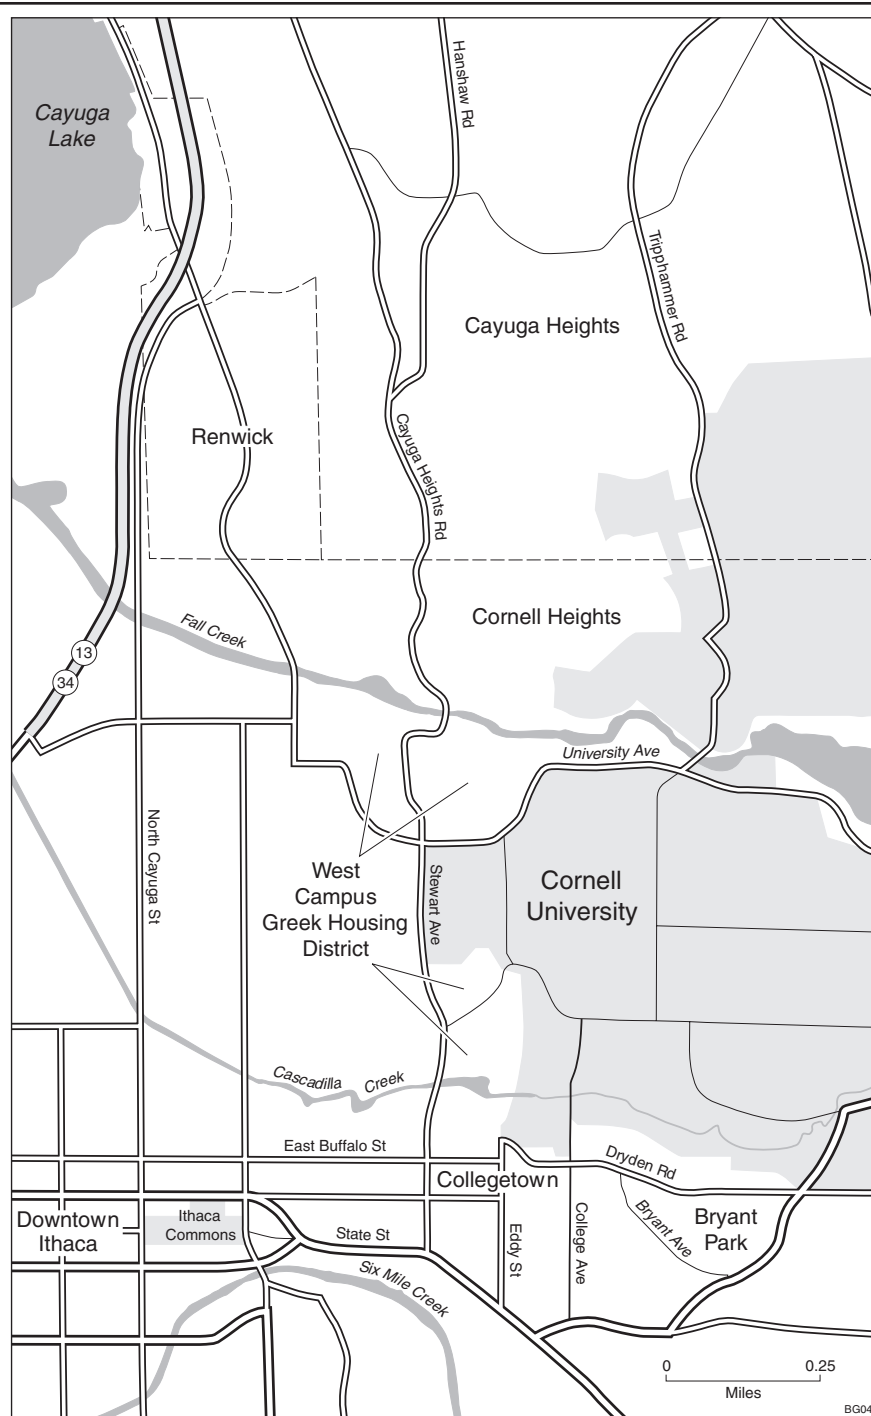 Cayuga
Lake
Hanshaw Rd
Tripphammer Rd
Cayuga Heights
Renwick
Cayuga Heights Rd
Cornell Heights
Fall Creek
13
34
University Ave
North Cayuga St
West
Campus
Greek Housing
District
Stewart Ave
Cornell
University
Cascadilla Creek
East Buffalo St
Collegetown
Dryden Rd
Downtown
Ithaca
Ithaca
Commons
State St
Eddy St
College Ave
Bryant Ave
Bryant
Park
Six Mile Creek
0 0.25
Miles
BG04